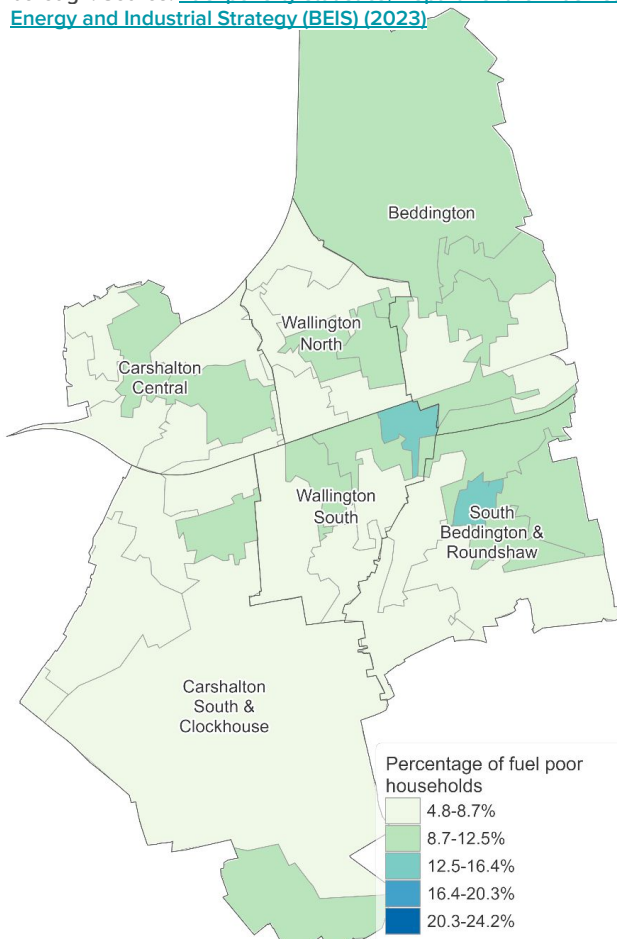 Energy and Industrial Strategy (BEIS) (2023)
Beddington
Wallington
North
Carshalton
Central
Wallington
South
South
Beddington &
Roundshaw
Carshalton
South &
Clockhouse
Percentage of fuel poor
households
4.8-8.7%
8.7-12.5%
12.5-16.4%
16.4-20.3%
20.3-24.2%